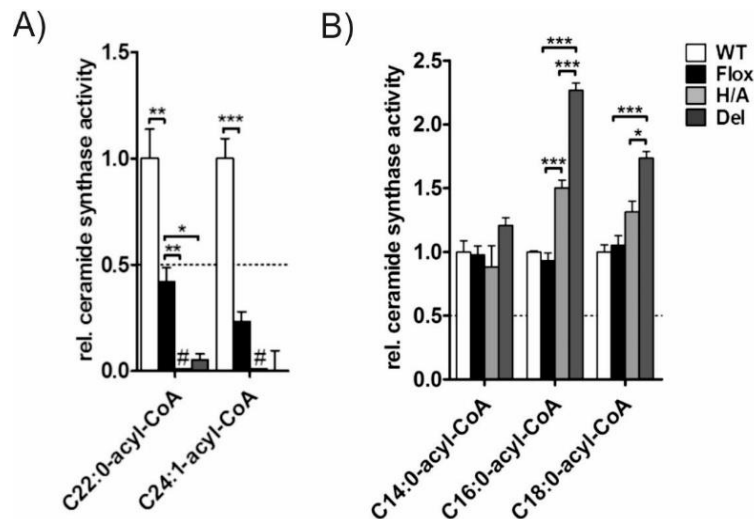 A)
rel. ceramide synthase activity
1.5
1.0
0.5
0.0
**
***
*
**
#
#
C22:0-acyl-CoA
C24:1-acyl-CoA
B)
rel. ceramide synthase activity
2.5
2.0
1.5
1.0
0.5
0.0
***
***
***
***
*
C14:0-acyl-CoA
C16:0-acyl-CoA
C18:0-acyl-CoA
WT
Flox
H/A
Del